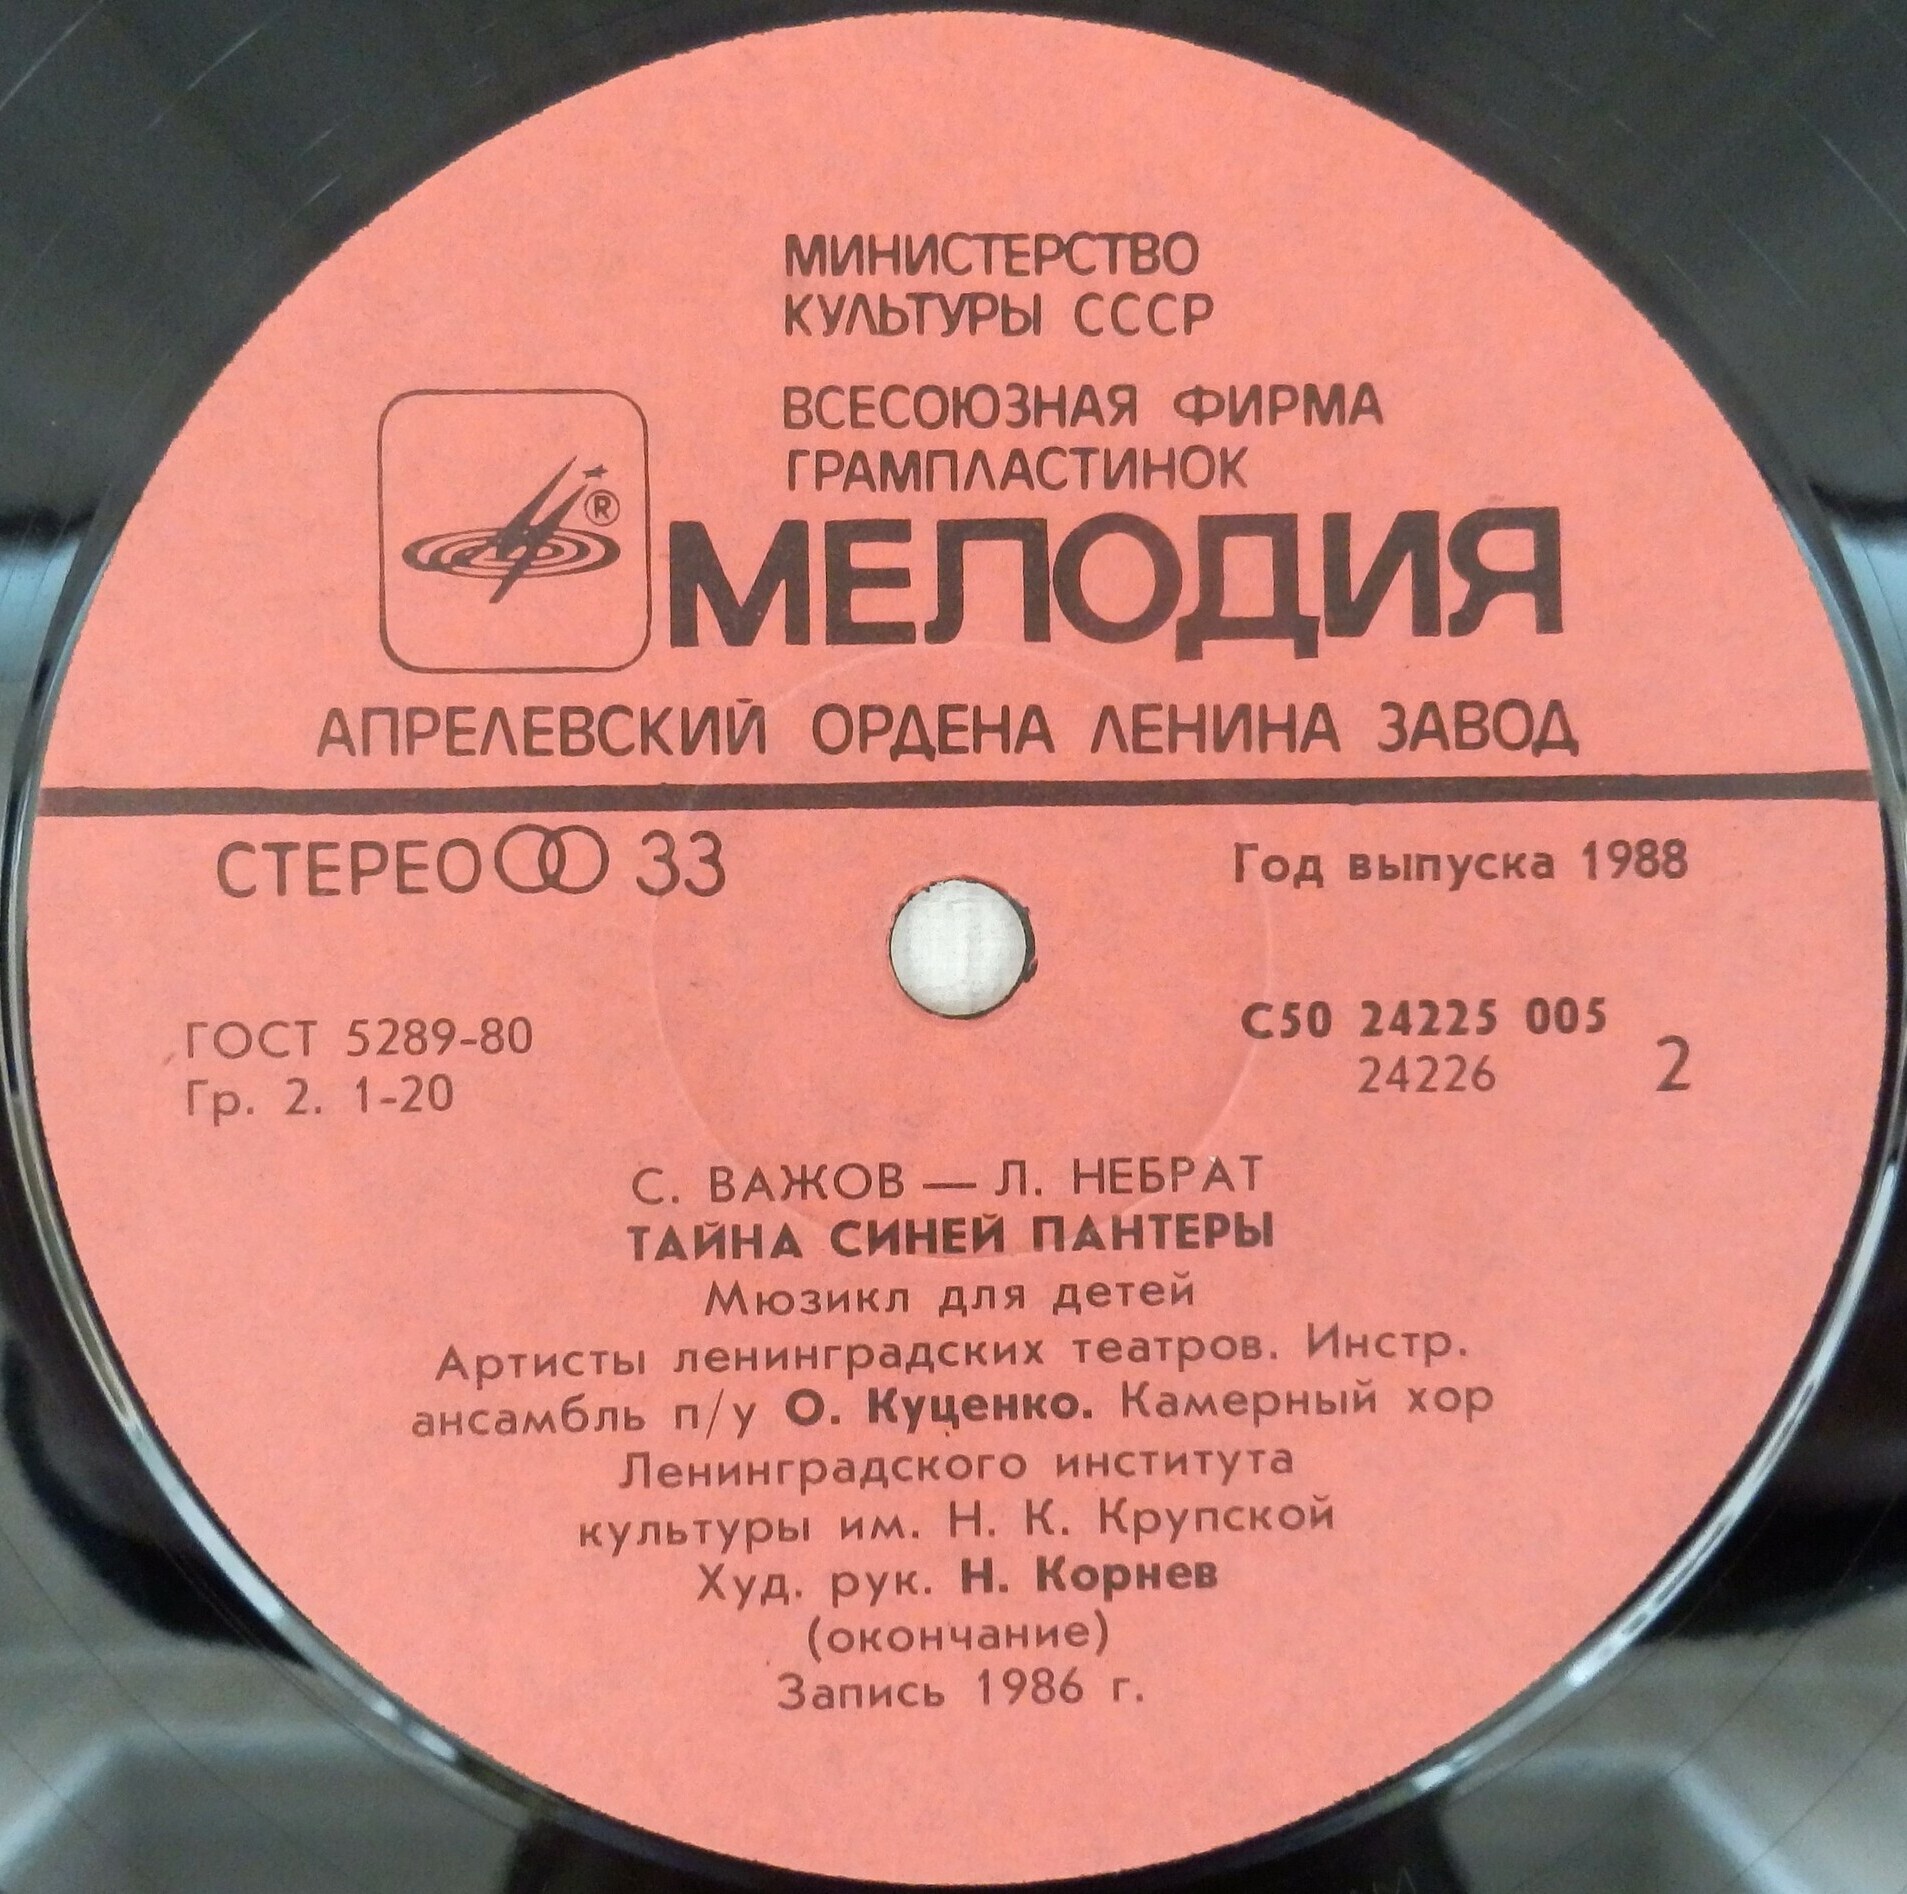 МИНИСТЕРСТВО
КУЛЬТУРЫ СССР
ВСЕСОЮЗНАЯ ФИРМА
ГРАМПЛАСТИНОК
®
МЕЛОДИЯ
АПРЕЛЕВСКИЙ ОРДЕНА ЛЕНИНА ЗАВОД
СТЕРЕО 33
Год выпуска 1988
ГОСТ 5289-80
Гр. 2. 1-20
С50 24225 005
24226 2
С. ВАЖОВ — Л. НЕБРАТ
ТАЙНА СИНЕЙ ПАНТЕРЫ
Мюзикл для детей
Артисты ленинградских театров. Инстр.
ансамбль п/у О. Куценко. Камерный хор
Ленинградского института
культуры им. Н. К. Крупской
Худ. рук. Н. Корнев
(окончание)
Запись 1986 г.